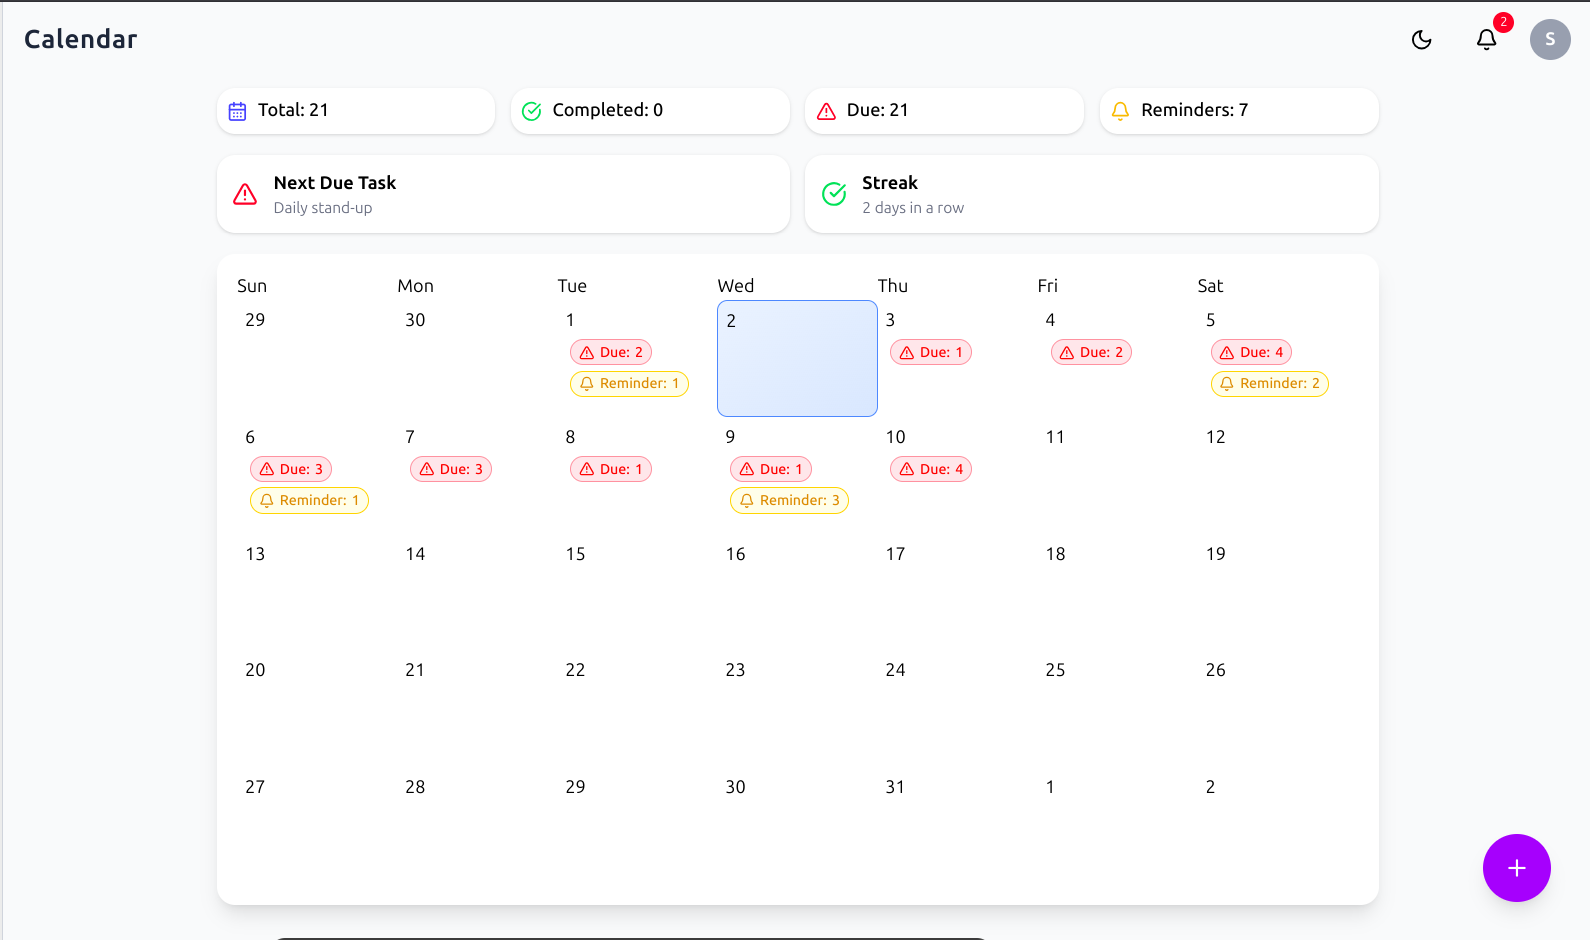 Calendar
2
S
Total: 21
Completed: 0
Due: 21
Reminders: 7
Next Due Task
Daily stand-up
Streak
2 days in a row
Sun Mon Tue Wed Thu Fri Sat
29 30 1 2 3 4 5
Due: 2 Due: 1 Due: 2 Due: 4
Reminder: 1 Reminder: 2
6 7 8 9 10 11 12
Due: 3 Due: 3 Due: 1 Due: 1 Due: 4
Reminder: 1 Reminder: 3
13 14 15 16 17 18 19
20 21 22 23 24 25 26
27 28 29 30 31 1 2